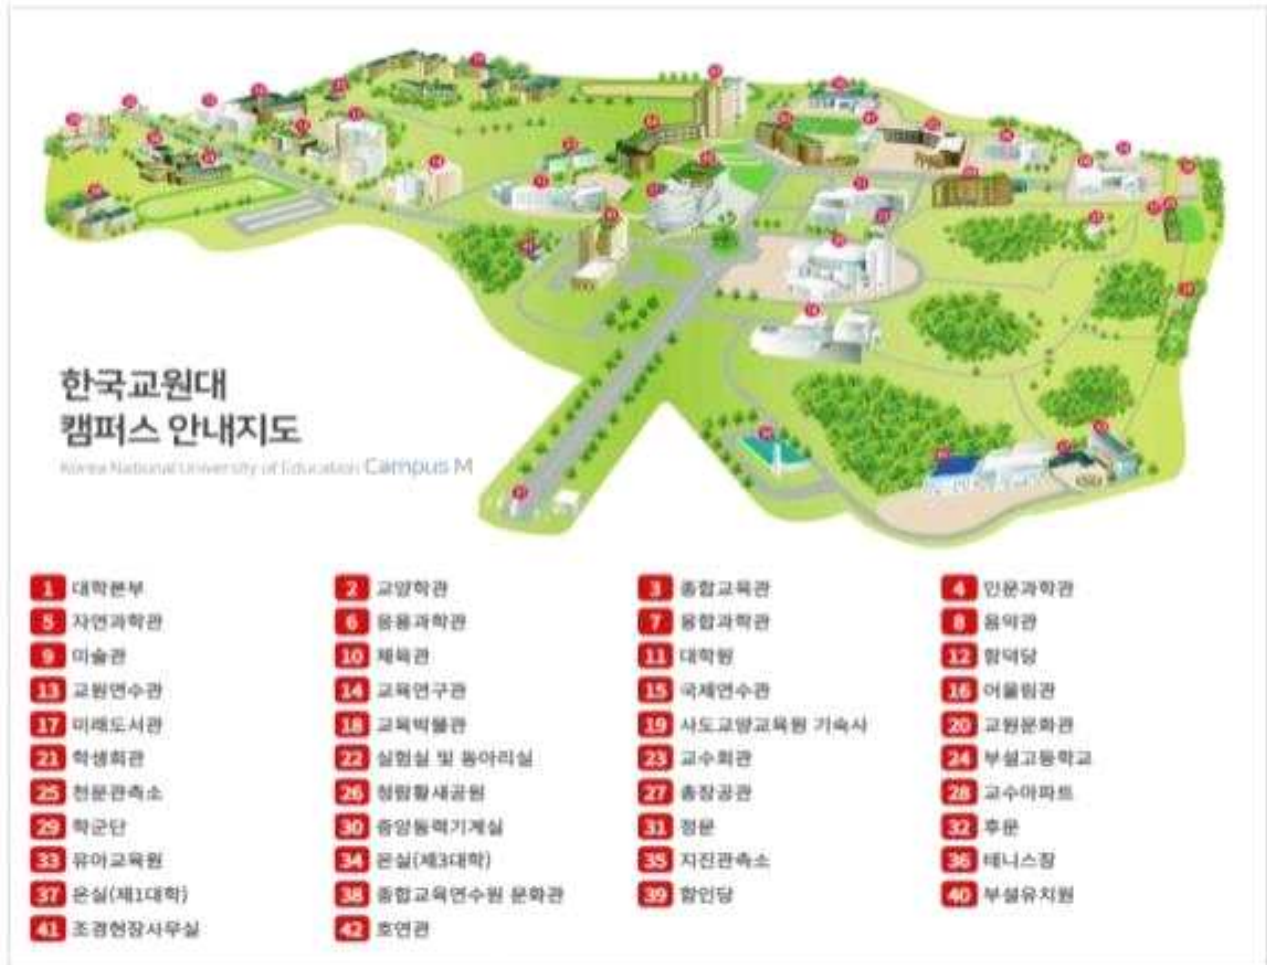 한국교원대
캠퍼스 안내지도
Korea National University of Education Campus M
1 대학본부 2 교양학관 3 종합교육관 4 인문과학관
5 자연과학관 6 응용과학관 7 융합과학관 8 음악관
9 미술관 10 체육관 11 대학원 12 함덕당
13 교원연수관 14 교육연구관 15 국제연수관 16 어울림관
17 미래도서관 18 교육박물관 19 사도교양교육원 기숙사 20 교원문화관
21 학생회관 22 실험실 및 동아리실 23 교수회관 24 부설고등학교
25 천문관측소 26 청람황새공원 27 총장공관 28 교수아파트
29 학군단 30 중앙동력기계실 31 정문 32 후문
33 유아교육원 34 온실(제3대학) 35 지진관측소 36 테니스장
37 온실(제1대학) 38 종합교육연수원 문화관 39 함인당 40 부설유치원
41 조경현장사무실 42 호연관